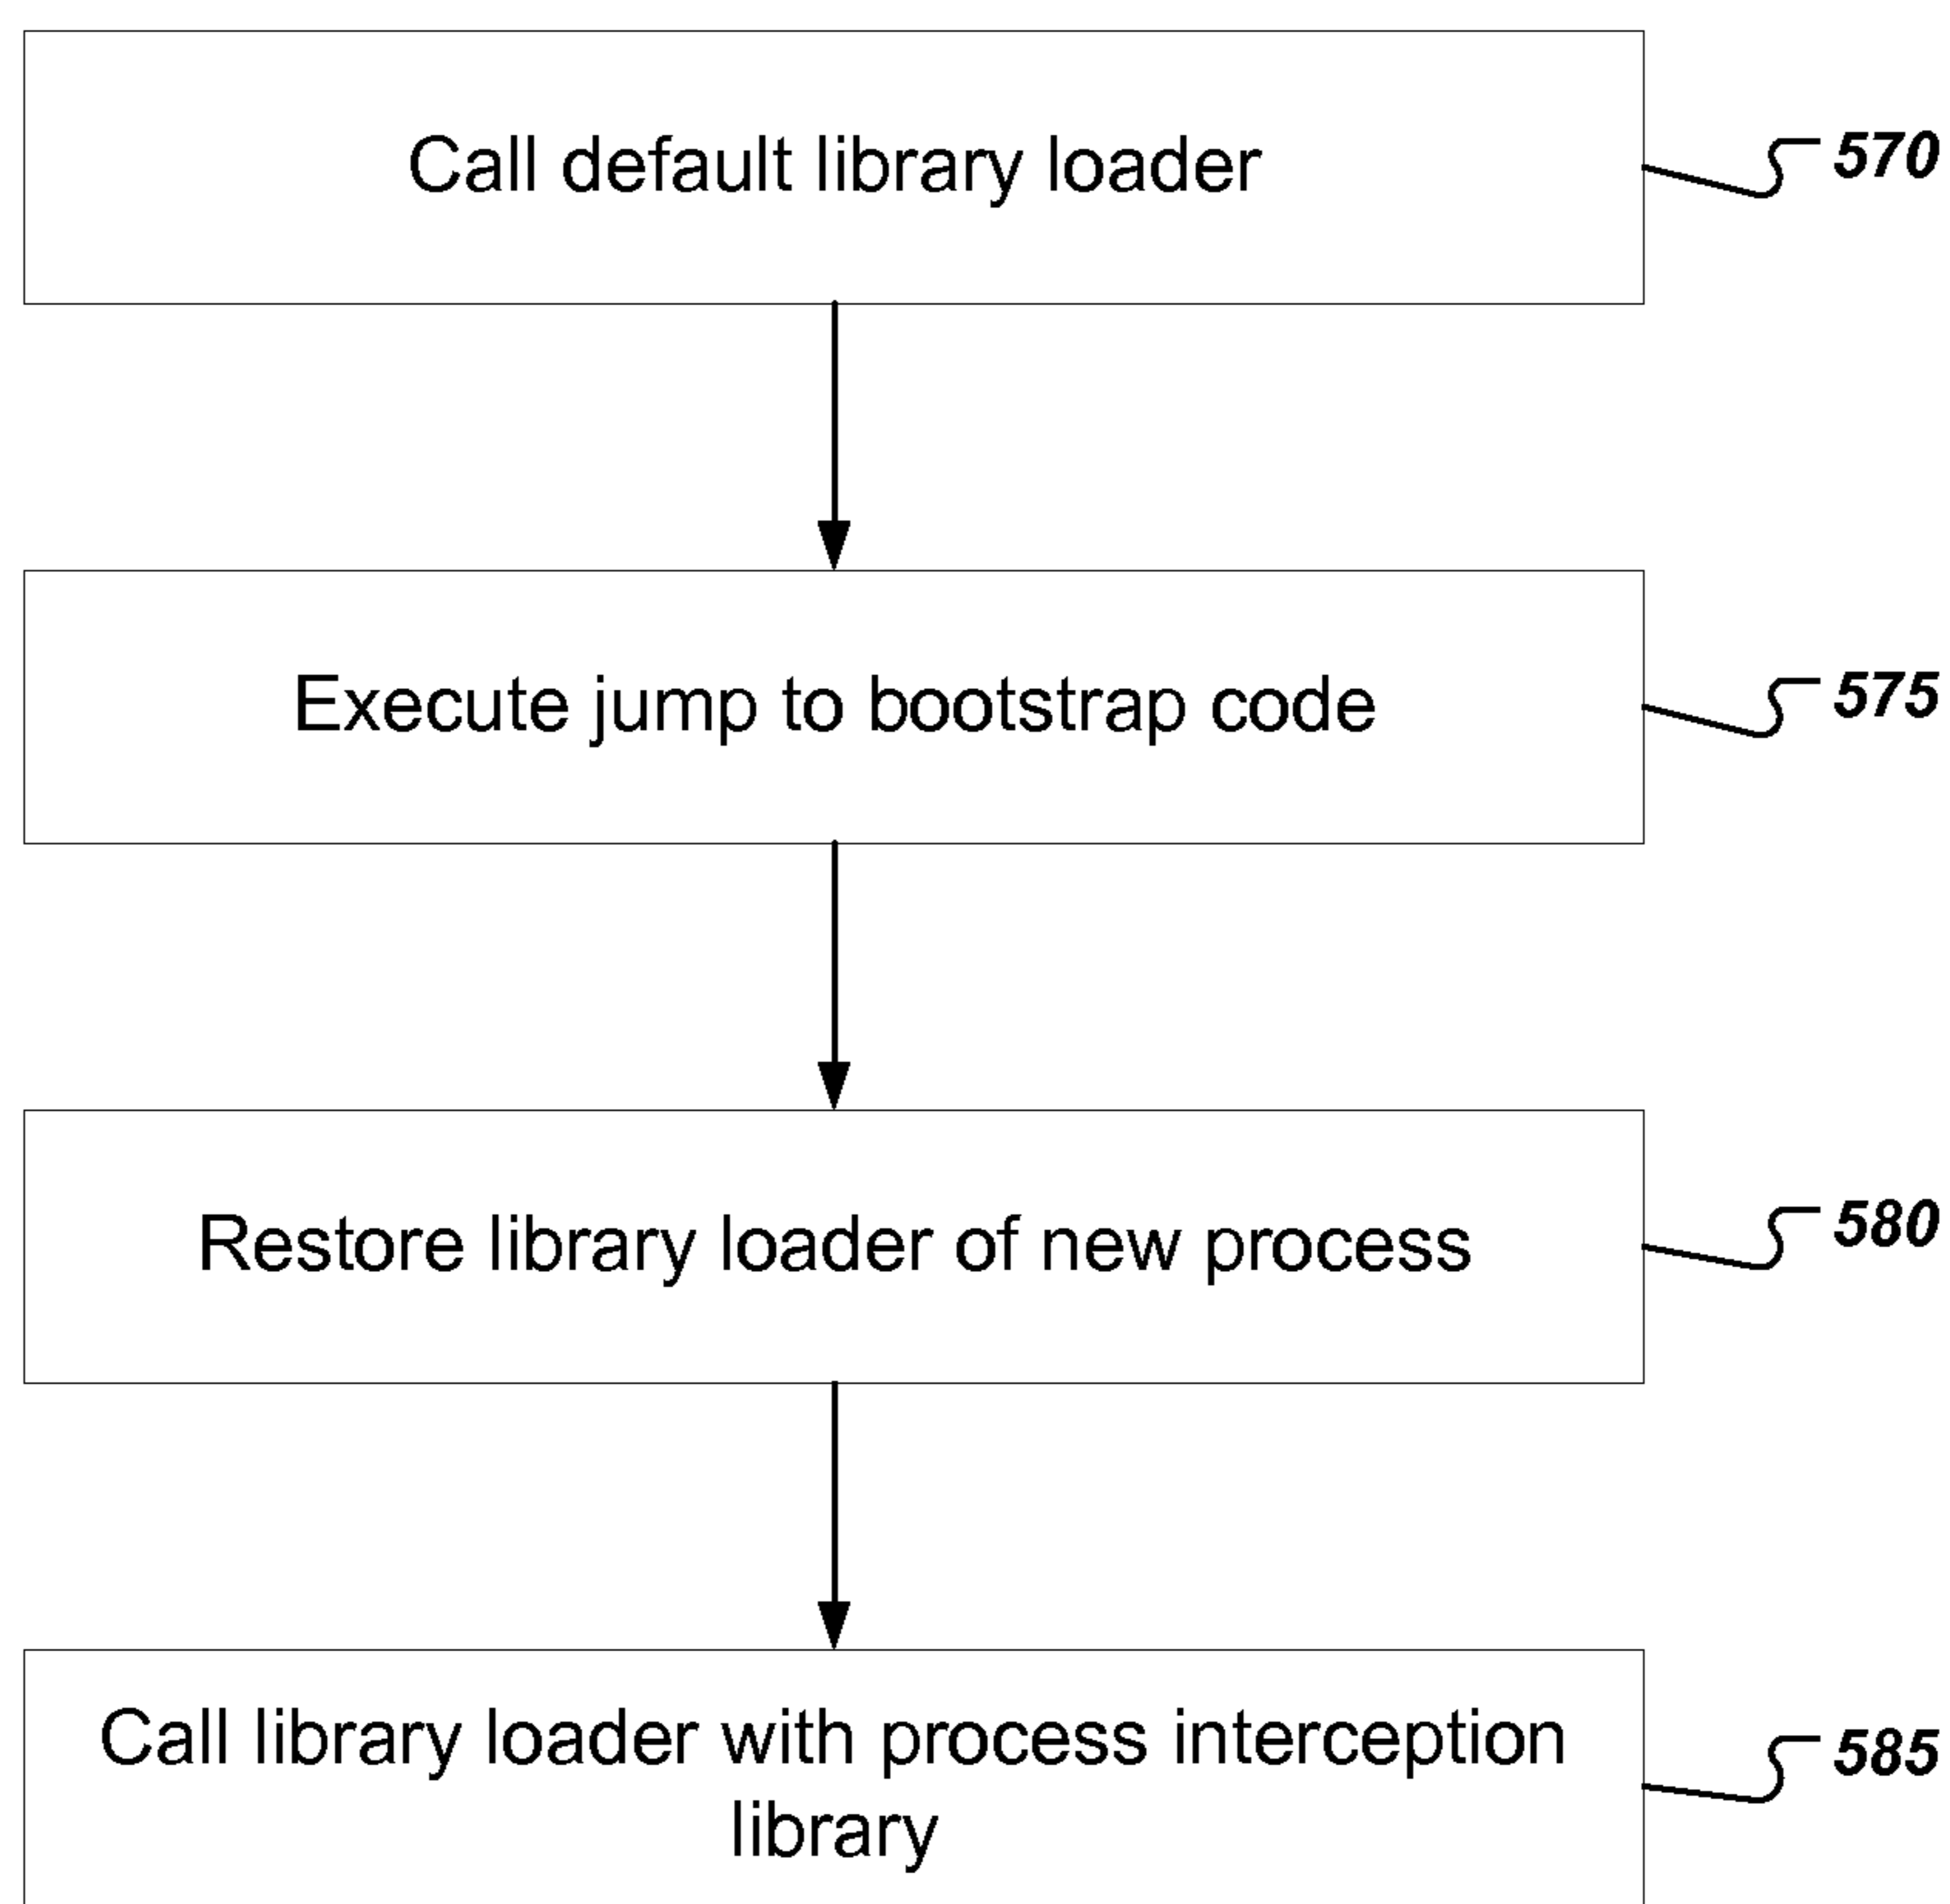 Call default library loader
570
Execute jump to bootstrap code
575
Restore library loader of new process
580
Call library loader with process interception
library
585